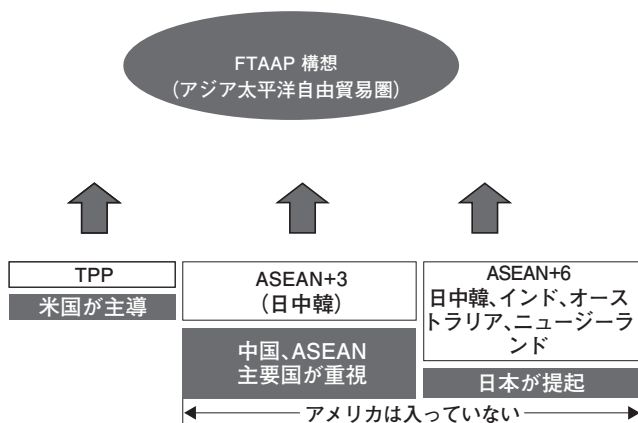 FTAAP 構想
（アジア太平洋自由貿易圏）
TPP
米国が主導
ASEAN+3
（日中韓）
中国、ASEAN
主要国が重視
ASEAN+6
日中韓、インド、オース
トラリア、ニュージーラ
ンド
日本が提起
アメリカは入っていない